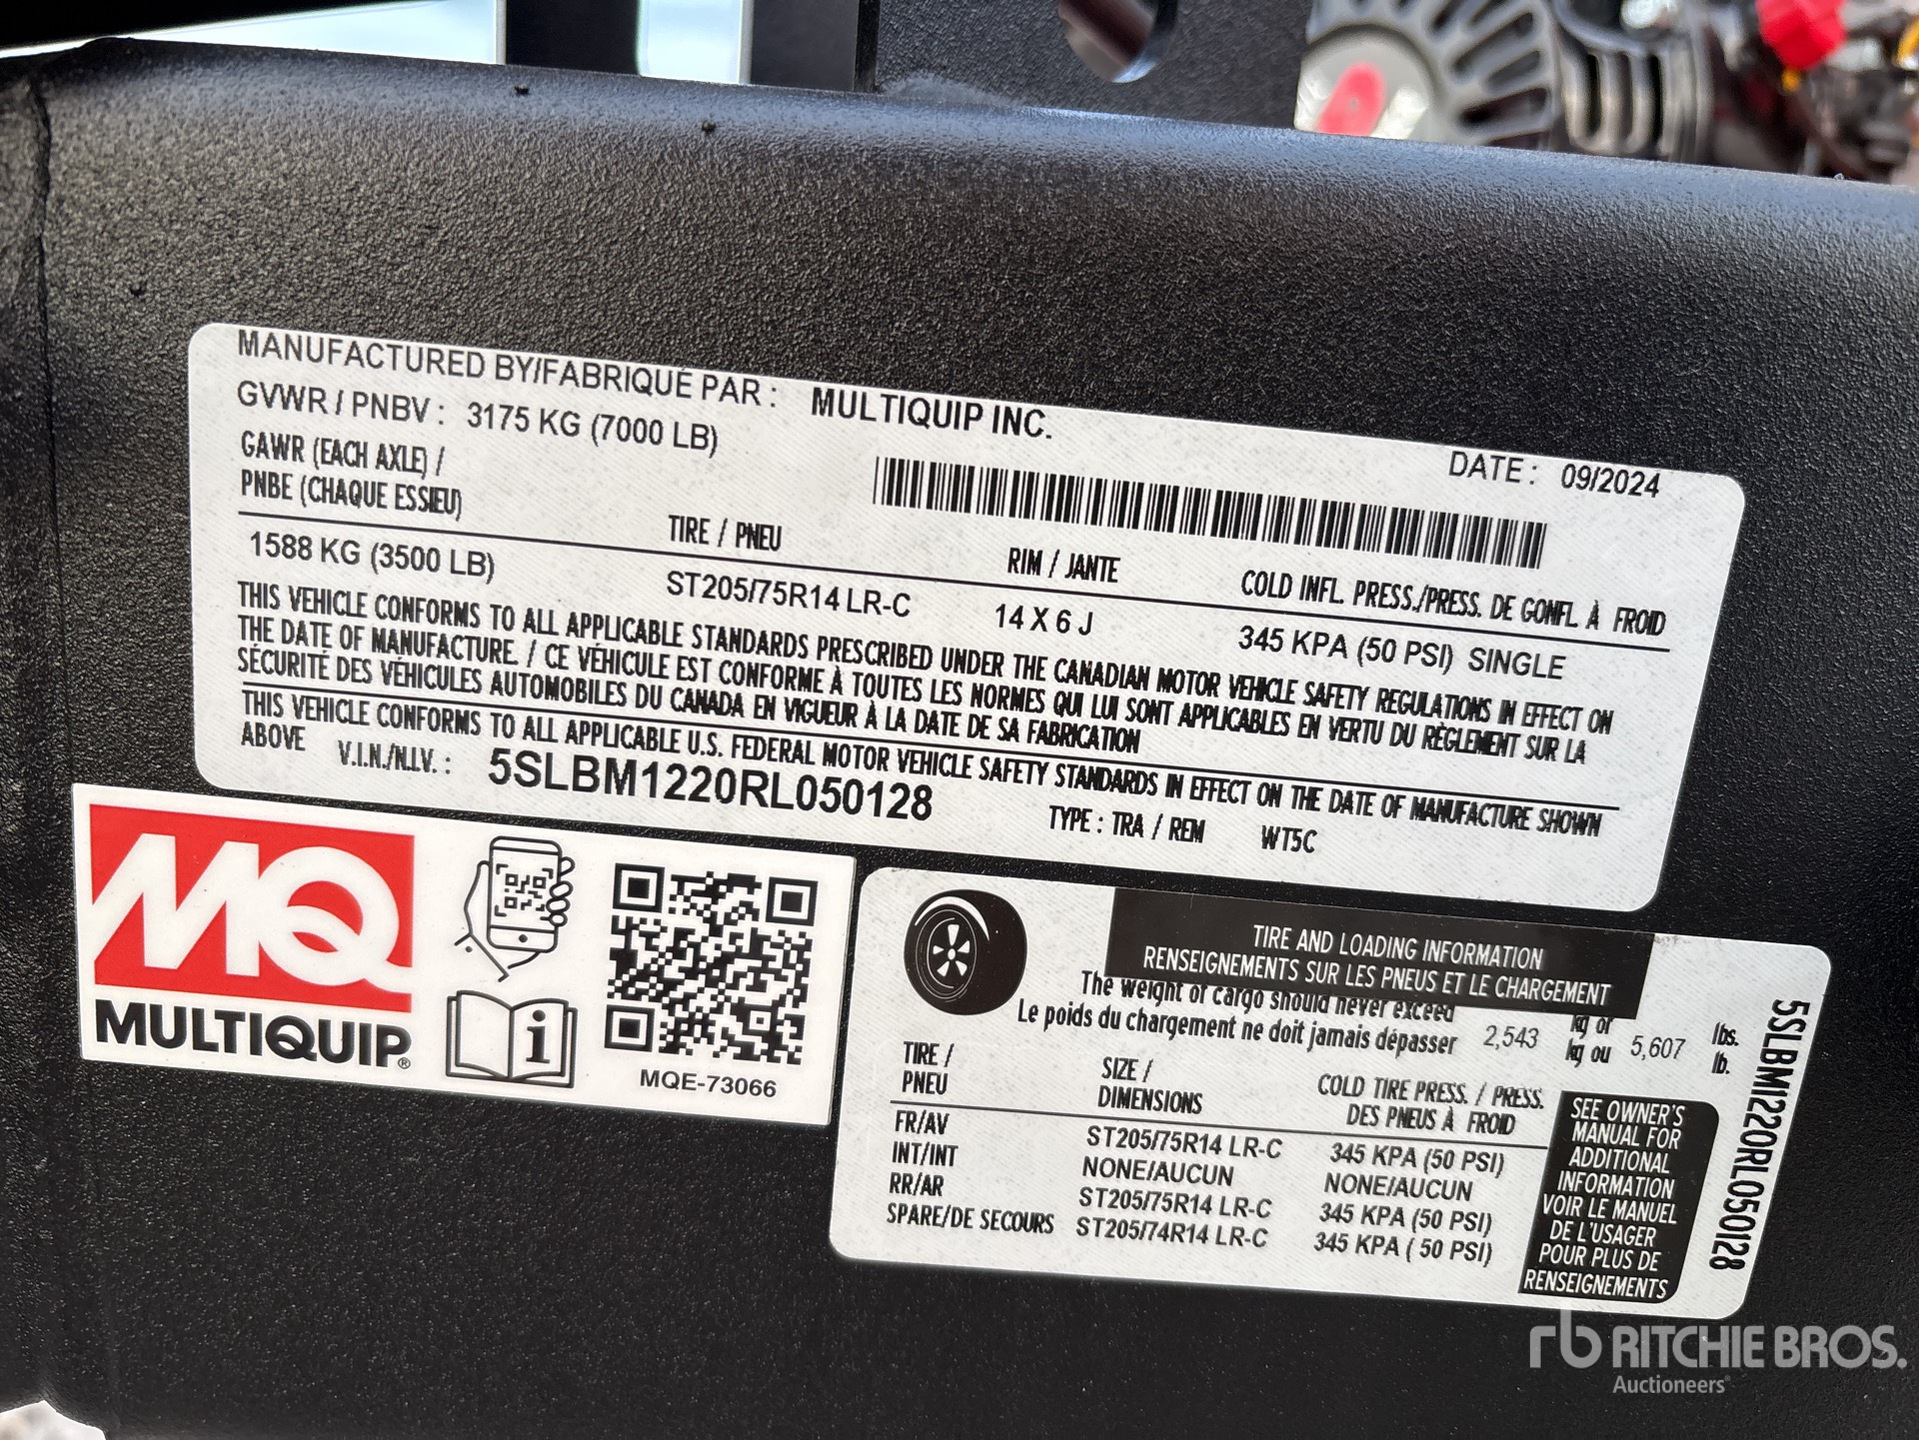 MANUFACTURED BY/FABRIQUÉ PAR : MULTIQUIP INC.
DATE : 09/2024
GVWR / PNBV : 3175 KG (7000 LB)
GAWR (EACH AXLE) /
PNBE (CHAQUE ESSIEU)
TIRE / PNEU
RIM / JANTE
COLD INFL. PRESS./PRESS. DE GONFL. À FROID
1588 KG (3500 LB)
ST205/75R14 LR-C
14 X 6 J
345 KPA (50 PSI) SINGLE
THIS VEHICLE CONFORMS TO ALL APPLICABLE STANDARDS PRESCRIBED UNDER THE CANADIAN MOTOR VEHICLE SAFETY REGULATIONS IN EFFECT ON
THE DATE OF MANUFACTURE. / CE VÉHICULE EST CONFORME À TOUTES LES NORMES QUI LUI SONT APPLICABLES EN VERTU DU RÈGLEMENT SUR LA
SÉCURITÉ DES VÉHICULES AUTOMOBILES DU CANADA EN VIGUEUR À LA DATE DE SA FABRICATION
THIS VEHICLE CONFORMS TO ALL APPLICABLE U.S. FEDERAL MOTOR VEHICLE SAFETY STANDARDS IN EFFECT ON THE DATE OF MANUFACTURE SHOWN
ABOVE
V.I.N./N.I.V. : 5SLBM1220RL050128
TYPE : TRA / REM WT5C
MQ
MULTIQUIP®
i
MQE-73066
TIRE AND LOADING INFORMATION
RENSEIGNEMENTS SUR LES PNEUS ET LE CHARGEMENT
The weight of cargo should never exceed kg or lbs.
Le poids du chargement ne doit jamais dépasser 2,543 kg ou 5,607 lb.
TIRE /
PNEU
SIZE /
DIMENSIONS
COLD TIRE PRESS. / PRESS.
DES PNEUS À FROID
FR/AV ST205/75R14 LR-C 345 KPA (50 PSI)
INT/INT NONE/AUCUN NONE/AUCUN
RR/AR ST205/75R14 LR-C 345 KPA (50 PSI)
SPARE/DE SECOURS ST205/74R14 LR-C 345 KPA ( 50 PSI)
SEE OWNER'S
MANUAL FOR
ADDITIONAL
INFORMATION
VOIR LE MANUEL
DE L'USAGER
POUR PLUS DE
RENSEIGNEMENTS
5SLBM1220RL050128
rb RITCHIE BROS.
Auctioneers